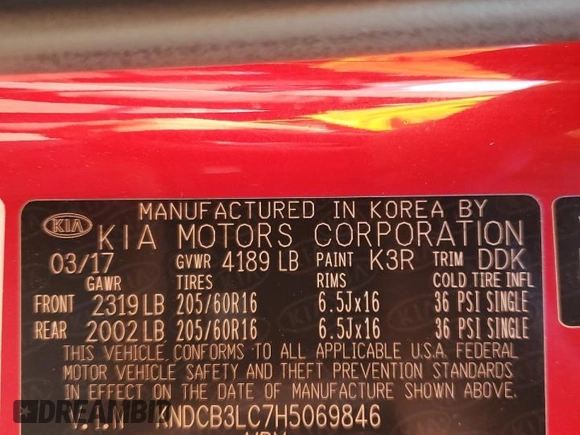 MANUFACTURED IN KOREA BY
KIA KIA MOTORS CORPORATION
03/17 GVWR 4189 LB PAINT K3R TRIM DDK
GAWR TIRES RIMS COLD TIRE INFL
FRONT 2319 LB 205/60R16 6.5Jx16 36 PSI SINGLE
REAR 2002 LB 205/60R16 6.5Jx16 36 PSI SINGLE
THIS VEHICLE CONFORMS TO ALL APPLICABLE U.S.A. FEDERAL
MOTOR VEHICLE SAFETY AND THEFT PREVENTION STANDARDS
IN EFFECT ON THE DATE OF MANUFACTURE SHOWN ABOVE.
V.I.N KNDCB3LC7H5069846
DREAMBID